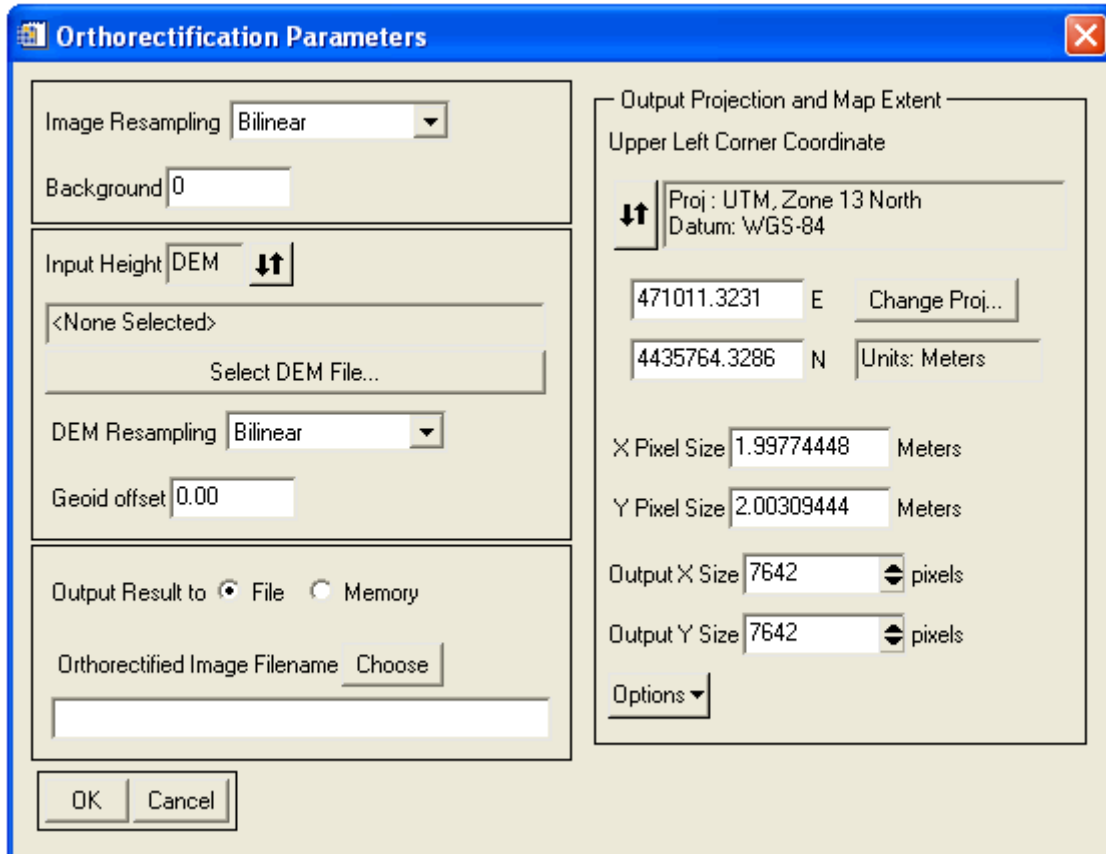 Orthorectification Parameters
Image Resampling Bilinear
Background 0
Input Height DEM
<None Selected>
Select DEM File...
DEM Resampling Bilinear
Geoid offset 0.00
Output Result to File Memory
Orthorectified Image Filename Choose
OK Cancel
Output Projection and Map Extent
Upper Left Corner Coordinate
Proj : UTM, Zone 13 North
Datum: WGS-84
471011.3231 E Change Proj...
4435764.3286 N Units: Meters
X Pixel Size 1.99774448 Meters
Y Pixel Size 2.00309444 Meters
Output X Size 7642 pixels
Output Y Size 7642 pixels
Options